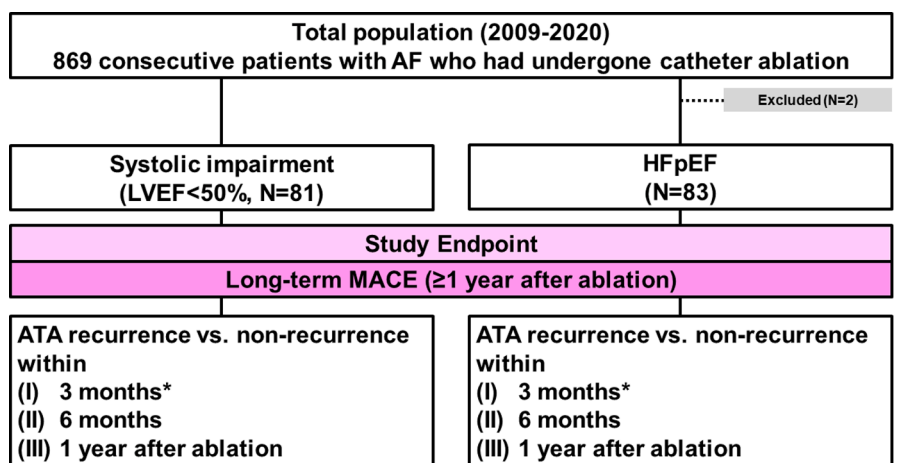 Total population (2009-2020)
869 consecutive patients with AF who had undergone catheter ablation
Excluded (N=2)
Systolic impairment
(LVEF<50%, N=81)
HFpEF
(N=83)
Study Endpoint
Long-term MACE (≥1 year after ablation)
ATA recurrence vs. non-recurrence
within
(I) 3 months*
(II) 6 months
(III) 1 year after ablation
ATA recurrence vs. non-recurrence
within
(I) 3 months*
(II) 6 months
(III) 1 year after ablation